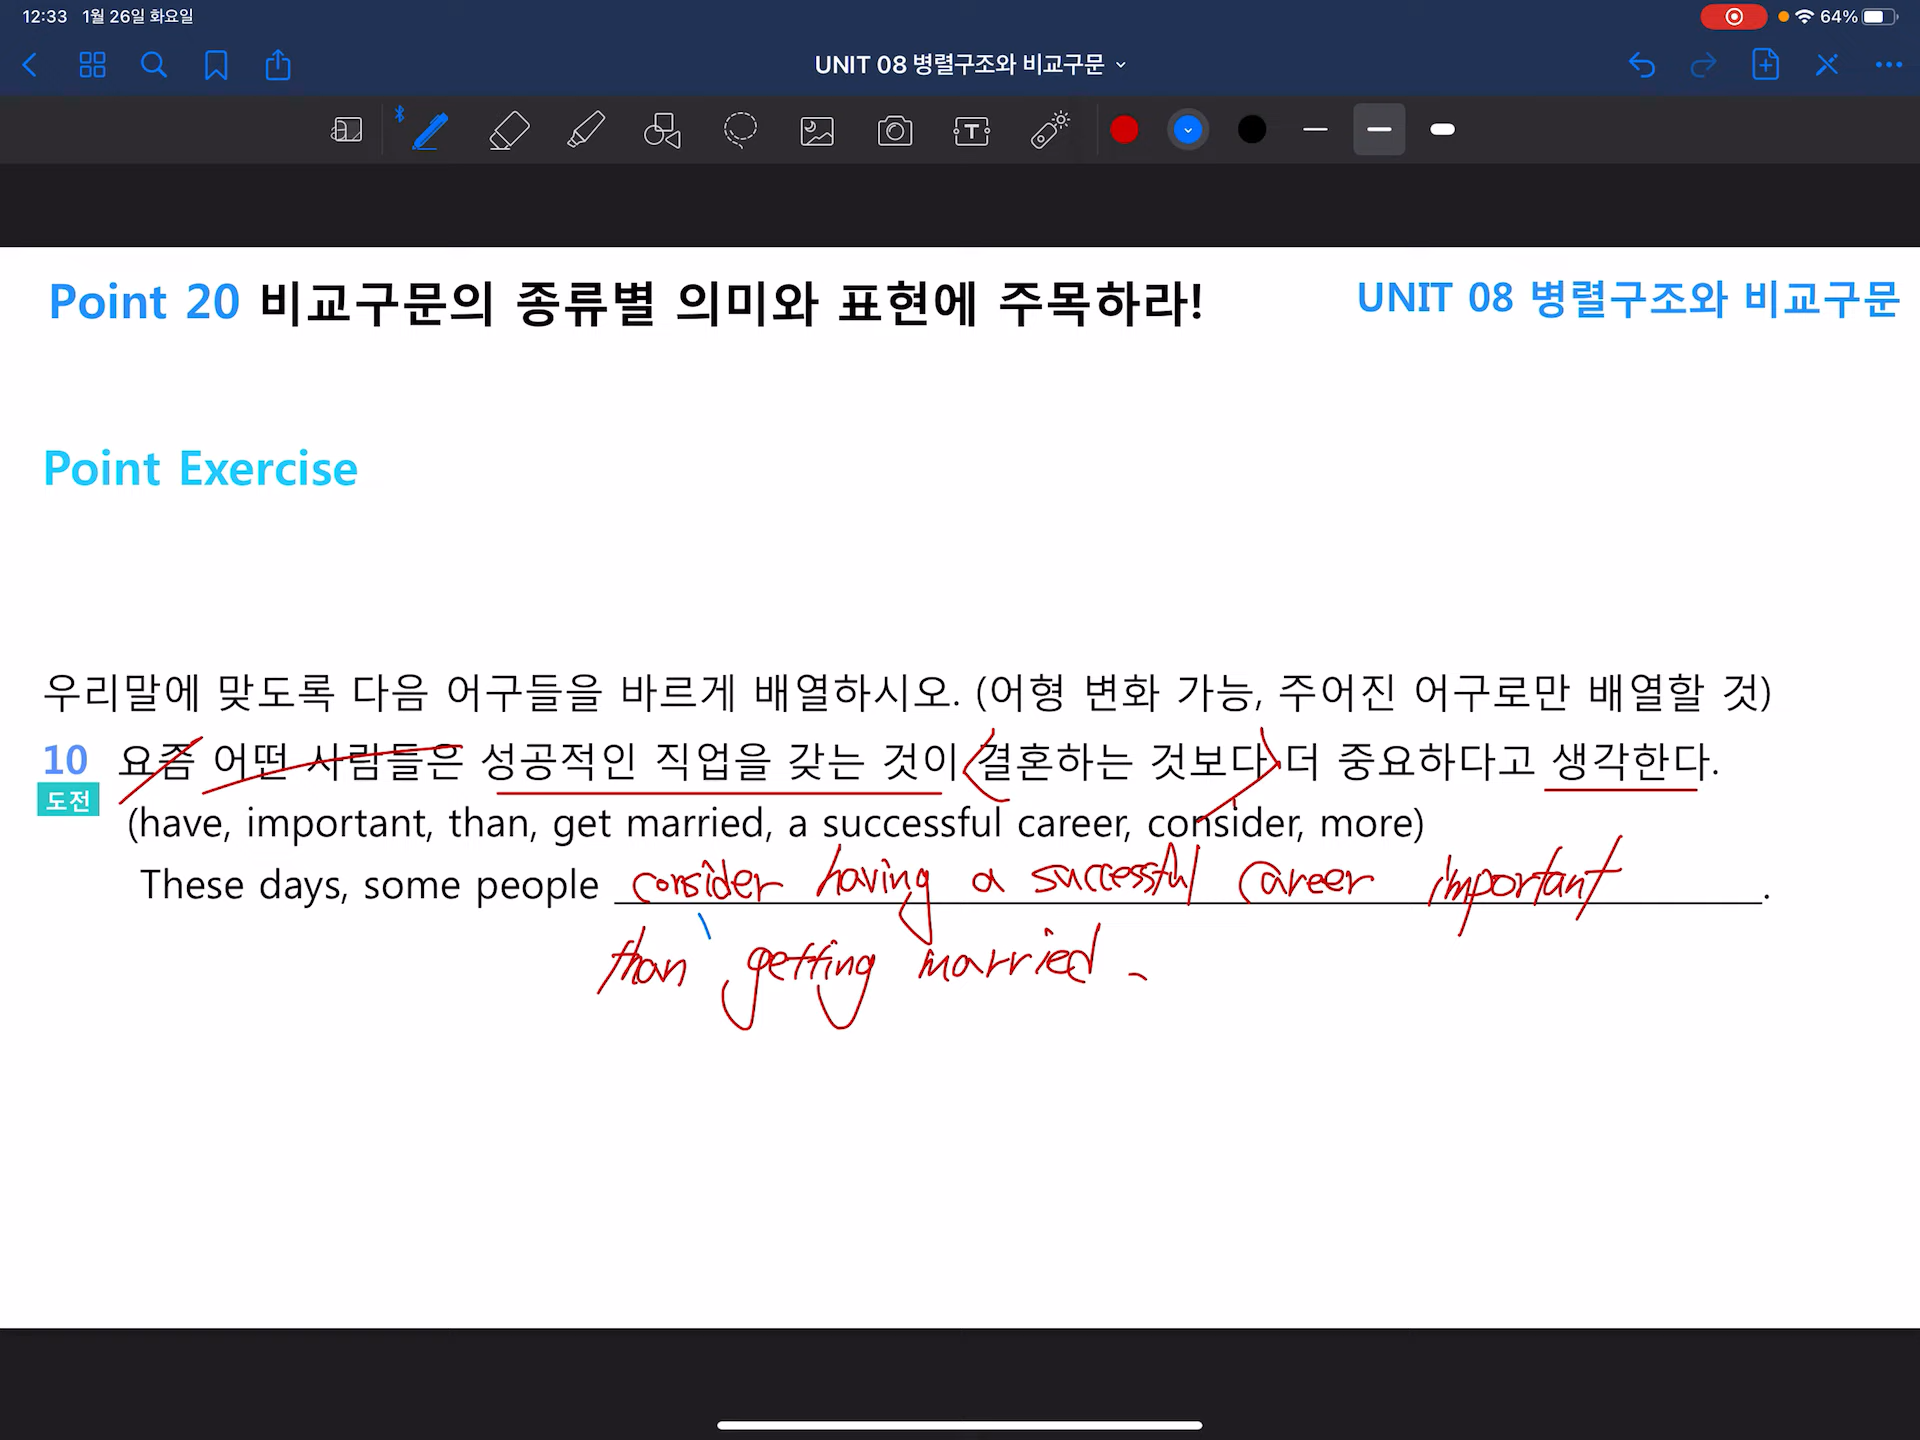 12:33 1월 26일 화요일 64%
UNIT 08 병렬구조와 비교구문
Point 20 비교구문의 종류별 의미와 표현에 주목하라! UNIT 08 병렬구조와 비교구문
Point Exercise
우리말에 맞도록 다음 어구들을 바르게 배열하시오. (어형 변화 가능, 주어진 어구로만 배열할 것)
10 요즘 어떤 사람들은 성공적인 직업을 갖는 것이 결혼하는 것보다 더 중요하다고 생각한다.
도전
(have, important, than, get married, a successful career, consider, more)
These days, some people consider having a successful career important .
than getting married